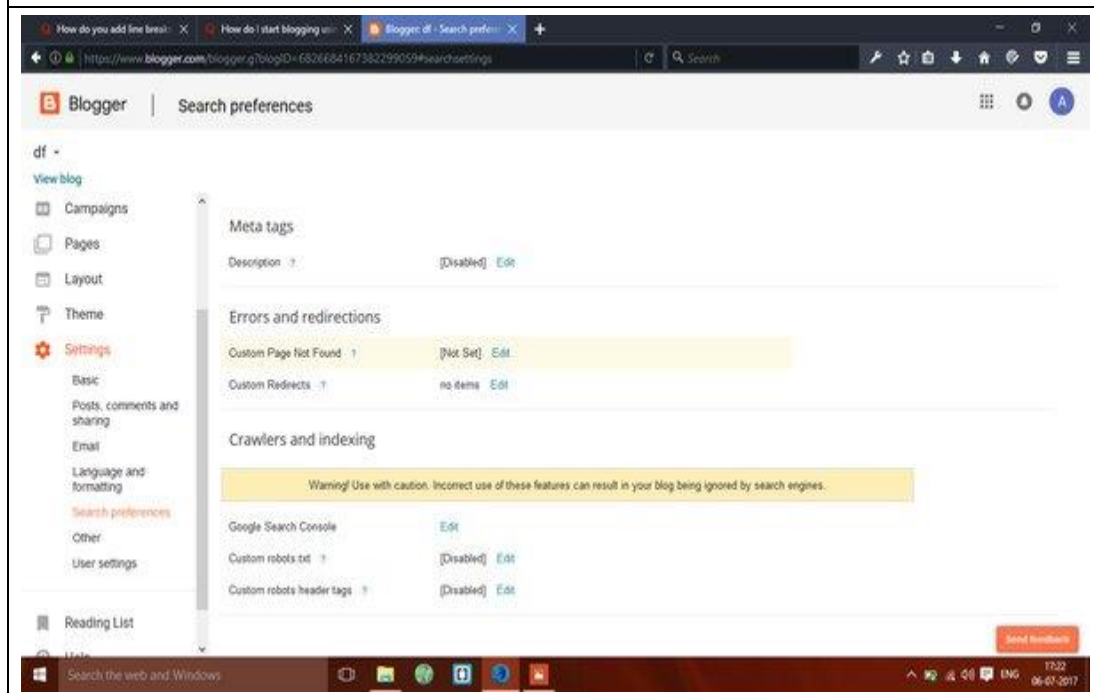 How do you add line break
How do I start blogging
Blogger: df - Search prefere
https://www.blogger.com/blogger.g?blogID=6826684167382299059#searchsettings
Search
Blogger | Search preferences
A
df
View blog
Campaigns
Pages
Layout
Theme
Settings
Basic
Posts, comments and
sharing
Email
Language and
formatting
Search preferences
Other
User settings
Reading List
Help
Meta tags
Description ? [Disabled] Edit
Errors and redirections
Custom Page Not Found ? [Not Set] Edit
Custom Redirects ? no items Edit
Crawlers and indexing
Warning! Use with caution. Incorrect use of these features can result in your blog being ignored by search engines.
Google Search Console Edit
Custom robots txt ? [Disabled] Edit
Custom robots header tags ? [Disabled] Edit
Send feedback
Search the web and Windows
ENG
17:22
06-07-2017